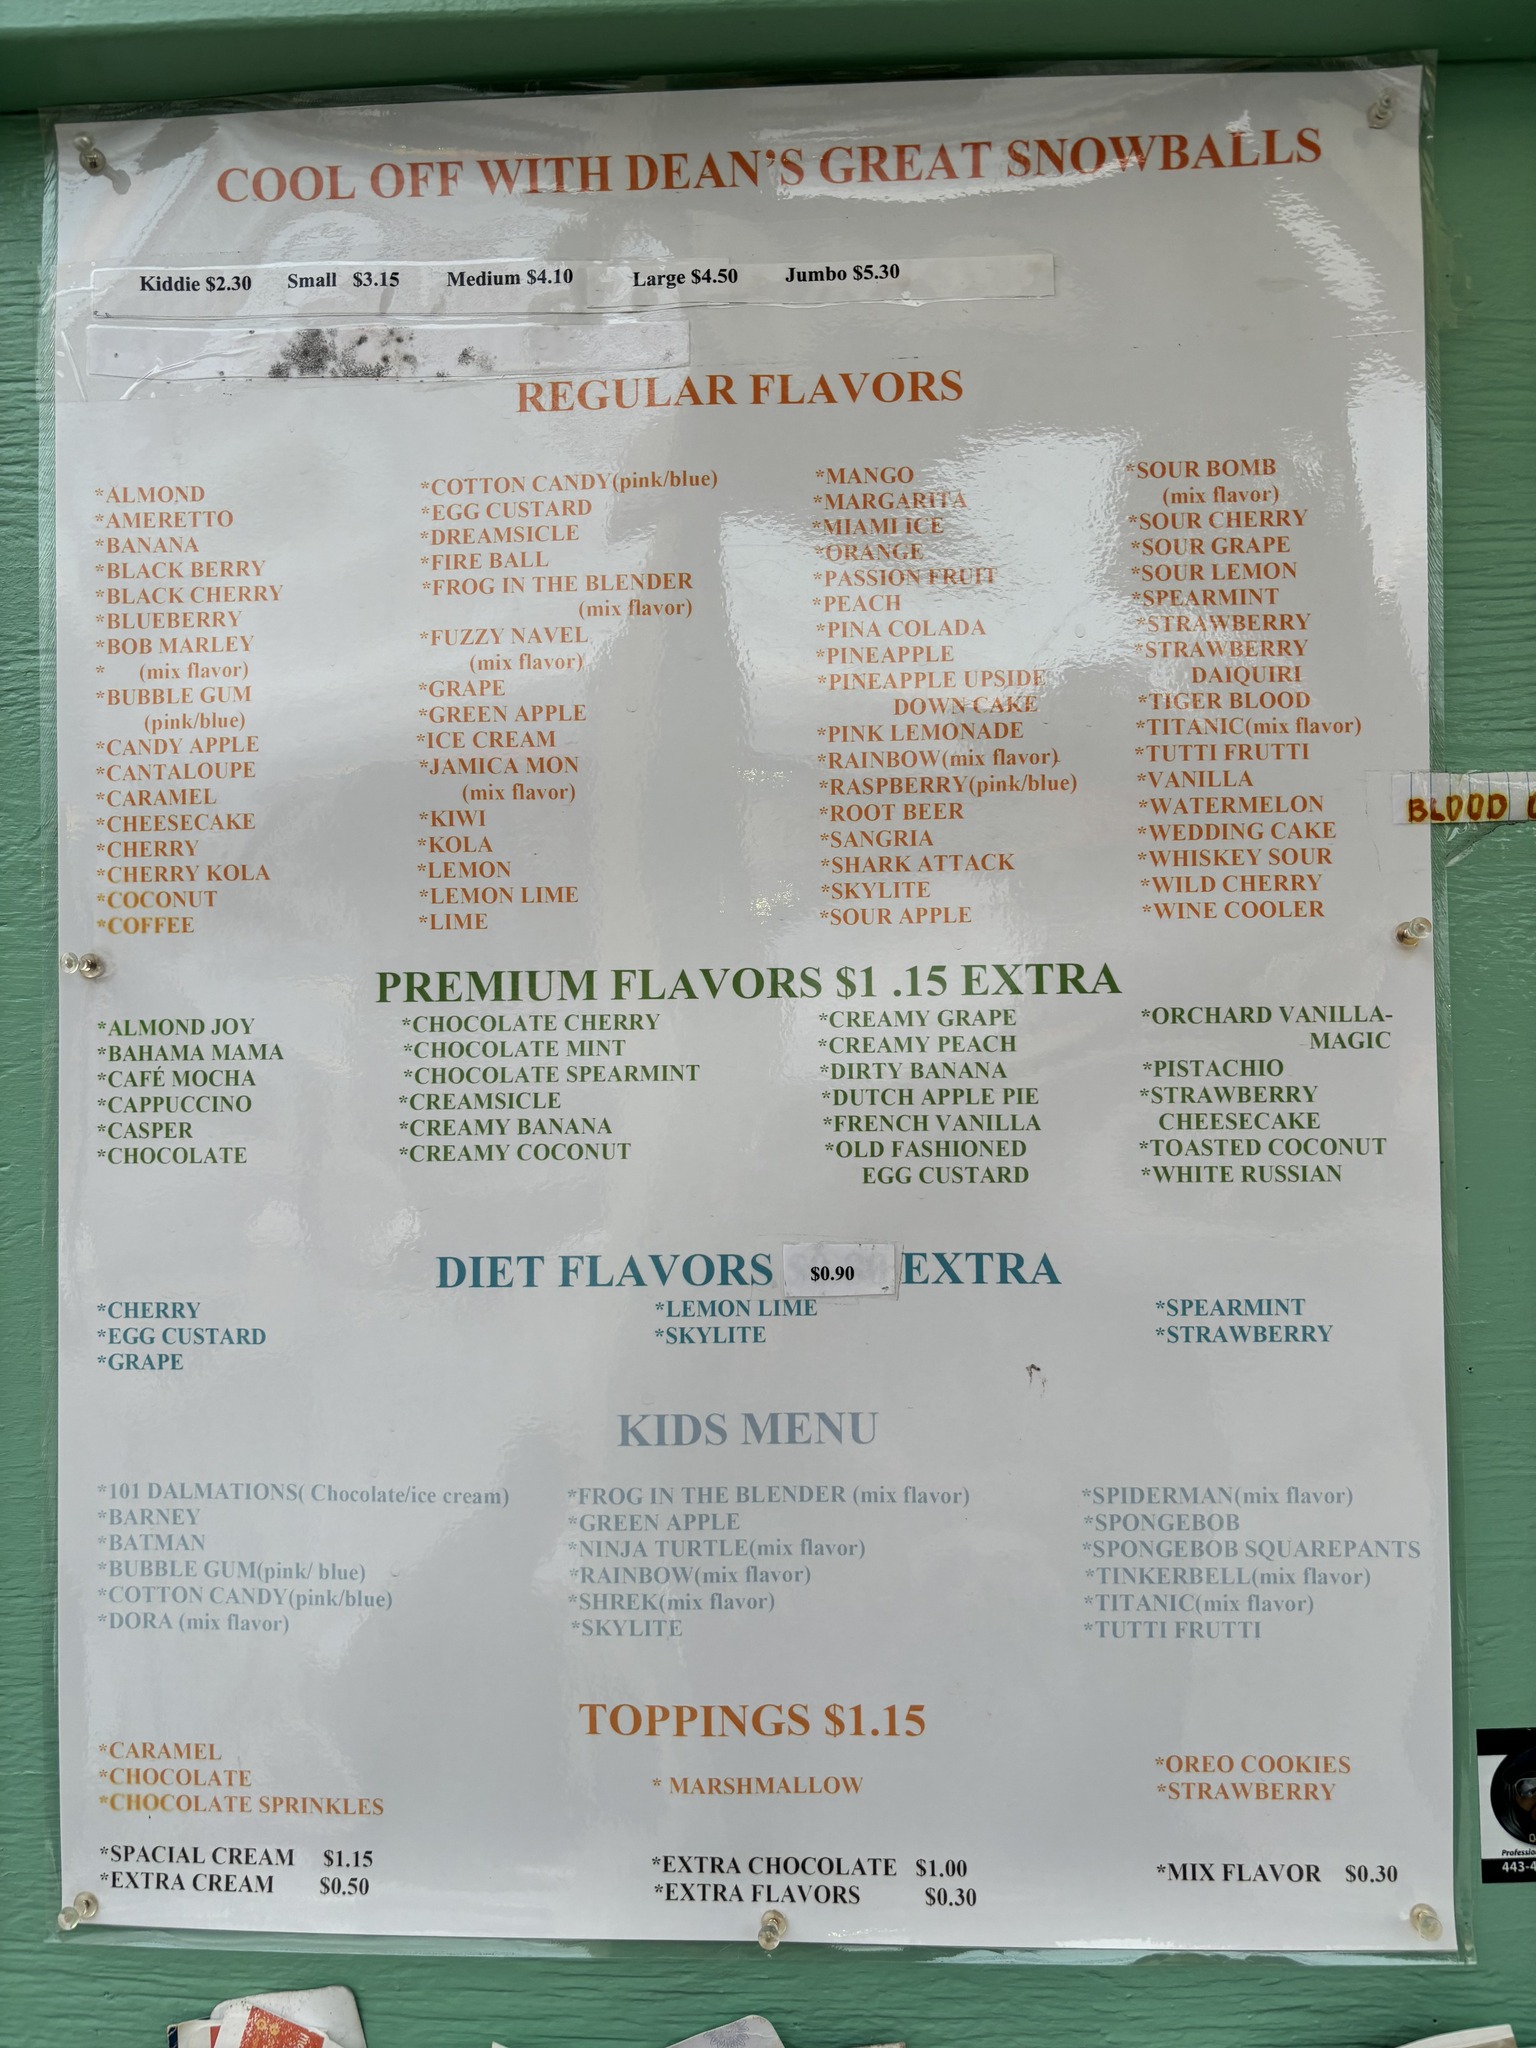 COOL OFF WITH DEAN'S GREAT SNOWBALLS
Kiddie $2.30 Small $3.15 Medium $4.10 Large $4.50 Jumbo $5.30
REGULAR FLAVORS
*ALMOND
*AMERETTO
*BANANA
*BLACK BERRY
*BLACK CHERRY
*BLUEBERRY
*BOB MARLEY
* (mix flavor)
*BUBBLE GUM
(pink/blue)
*CANDY APPLE
*CANTALOUPE
*CARAMEL
*CHEESECAKE
*CHERRY
*CHERRY KOLA
*COCONUT
*COFFEE
*COTTON CANDY(pink/blue)
*EGG CUSTARD
*DREAMSICLE
*FIRE BALL
*FROG IN THE BLENDER
(mix flavor)
*FUZZY NAVEL
(mix flavor)
*GRAPE
*GREEN APPLE
*ICE CREAM
*JAMICA MON
(mix flavor)
*KIWI
*KOLA
*LEMON
*LEMON LIME
*LIME
*MANGO
*MARGARITA
*MIAMI ICE
*ORANGE
*PASSION FRUIT
*PEACH
*PINA COLADA
*PINEAPPLE
*PINEAPPLE UPSIDE
DOWN CAKE
*PINK LEMONADE
*RAINBOW(mix flavor)
*RASPBERRY(pink/blue)
*ROOT BEER
*SANGRIA
*SHARK ATTACK
*SKYLITE
*SOUR APPLE
*SOUR BOMB
(mix flavor)
*SOUR CHERRY
*SOUR GRAPE
*SOUR LEMON
*SPEARMINT
*STRAWBERRY
*STRAWBERRY
DAIQUIRI
*TIGER BLOOD
*TITANIC(mix flavor)
*TUTTI FRUTTI
*VANILLA
*WATERMELON
*WEDDING CAKE
*WHISKEY SOUR
*WILD CHERRY
*WINE COOLER
BLOOD
PREMIUM FLAVORS $1 .15 EXTRA
*ALMOND JOY
*BAHAMA MAMA
*CAFÉ MOCHA
*CAPPUCCINO
*CASPER
*CHOCOLATE
*CHOCOLATE CHERRY
*CHOCOLATE MINT
*CHOCOLATE SPEARMINT
*CREAMSICLE
*CREAMY BANANA
*CREAMY COCONUT
*CREAMY GRAPE
*CREAMY PEACH
*DIRTY BANANA
*DUTCH APPLE PIE
*FRENCH VANILLA
*OLD FASHIONED
EGG CUSTARD
*ORCHARD VANILLA-
MAGIC
*PISTACHIO
*STRAWBERRY
CHEESECAKE
*TOASTED COCONUT
*WHITE RUSSIAN
DIET FLAVORS $0.90 EXTRA
*CHERRY
*EGG CUSTARD
*GRAPE
*LEMON LIME
*SKYLITE
*SPEARMINT
*STRAWBERRY
KIDS MENU
*101 DALMATIONS( Chocolate/ice cream)
*BARNEY
*BATMAN
*BUBBLE GUM(pink/ blue)
*COTTON CANDY(pink/blue)
*DORA (mix flavor)
*FROG IN THE BLENDER (mix flavor)
*GREEN APPLE
*NINJA TURTLE(mix flavor)
*RAINBOW(mix flavor)
*SHREK(mix flavor)
*SKYLITE
*SPIDERMAN(mix flavor)
*SPONGEBOB
*SPONGEBOB SQUAREPANTS
*TINKERBELL(mix flavor)
*TITANIC(mix flavor)
*TUTTI FRUTTI
TOPPINGS $1.15
*CARAMEL
*CHOCOLATE
*CHOCOLATE SPRINKLES
* MARSHMALLOW
*OREO COOKIES
*STRAWBERRY
*SPACIAL CREAM $1.15
*EXTRA CREAM $0.50
*EXTRA CHOCOLATE $1.00
*EXTRA FLAVORS $0.30
*MIX FLAVOR $0.30
443-4